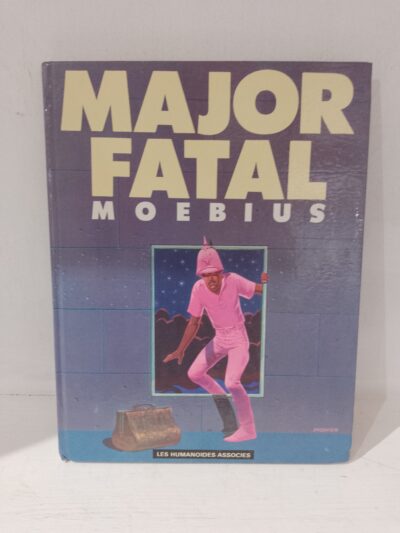 MAJOR
FATAL
MOEBIUS
LES HUMANOIDES ASSOCIES